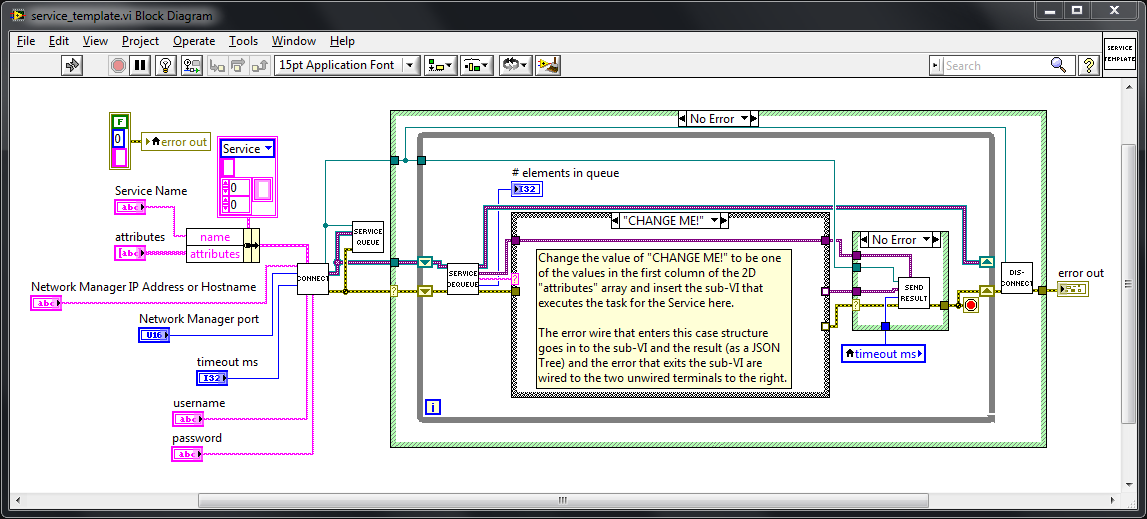 service_template.vi Block Diagram
File Edit View Project Operate Tools Window Help
SERVICE
TEMPLATE
15pt Application Font
Search
?
No Error
F
0
error out
Service
0
0
# elements in queue
I32
Service Name
abc
attributes
[abc]
name
attributes
SERVICE
QUEUE
"CHANGE ME!"
No Error
CONNECT
SERVICE
DEQUEUE
?
?
Change the value of "CHANGE ME!" to be one
of the values in the first column of the 2D
"attributes" array and insert the sub-VI that
executes the task for the Service here.
The error wire that enters this case structure
goes in to the sub-VI and the result (as a JSON
Tree) and the error that exits the sub-VI are
wired to the two unwired terminals to the right.
SEND
RESULT
?
DIS-
CONNECT
error out
Network Manager IP Address or Hostname
abc
Network Manager port
U16
timeout ms
I32
timeout ms
username
abc
password
abc
i